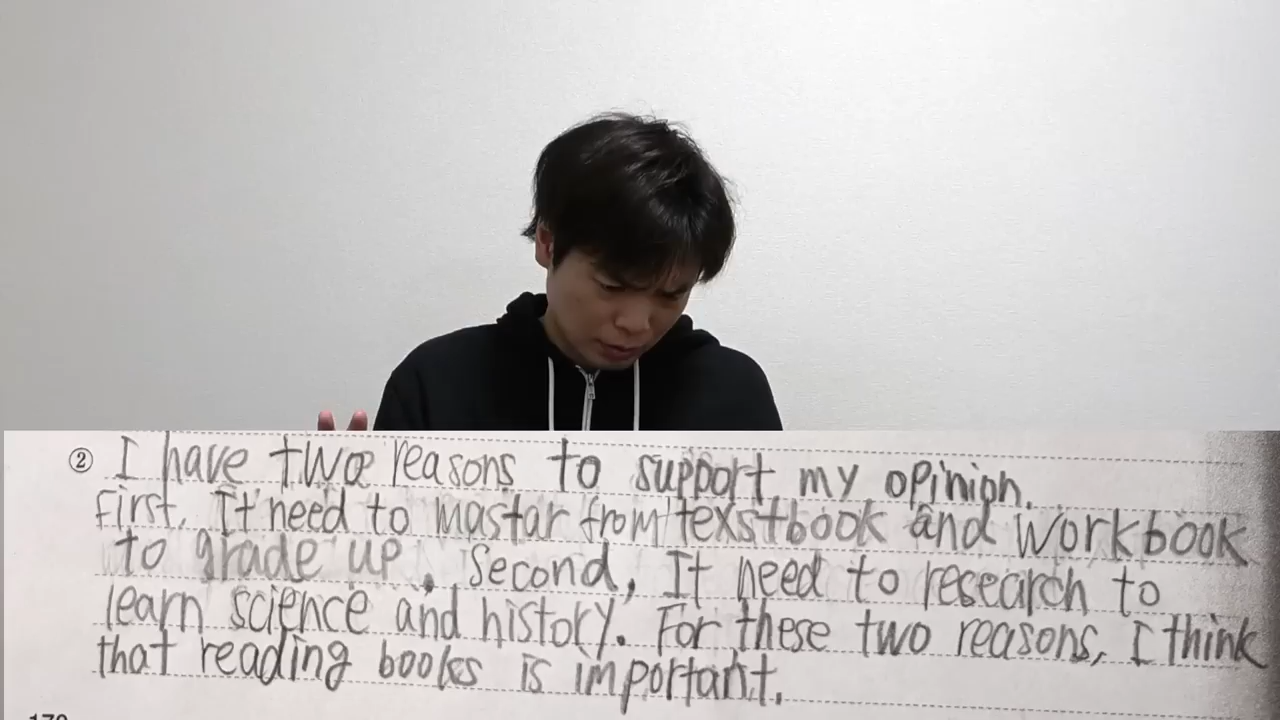 ② I have two reasons to support my opinion.
First, It need to mastar from texstbook and workbook
to grade up. Second, It need to research to
learn science and history. For these two reasons, I think
that reading books is important.